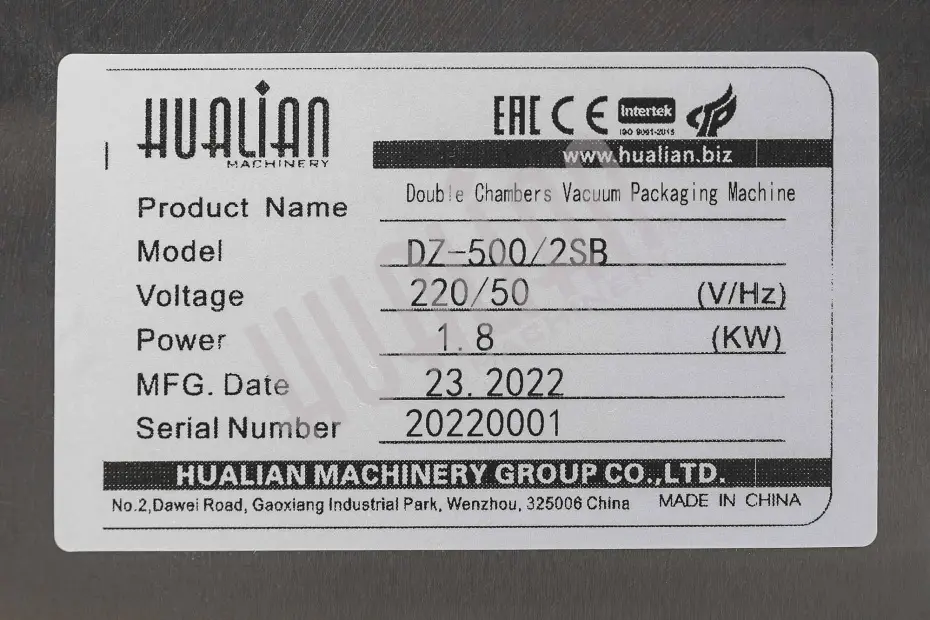 HUALIAN
MACHINERY
EAC CE Intertek
ISO 9001-2015
www.hualian.biz
Product Name Double Chambers Vacuum Packaging Machine
Model DZ-500/2SB
Voltage 220/50 (V/Hz)
Power 1.8 (KW)
MFG. Date 23.2022
Serial Number 20220001
HUALIAN MACHINERY GROUP CO.,LTD.
No.2,Dawei Road, Gaoxiang Industrial Park, Wenzhou, 325006 China MADE IN CHINA
HUALIAN
MACHINERY